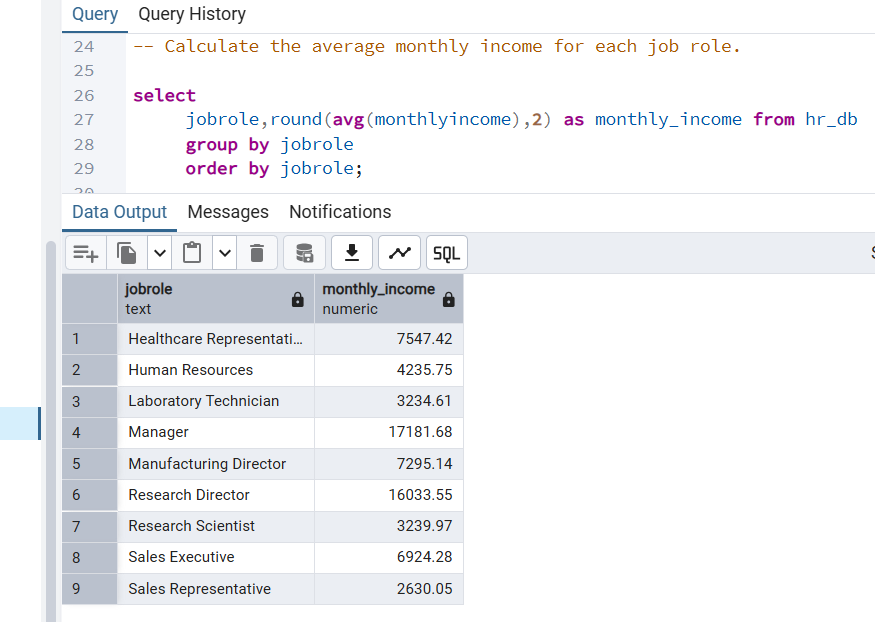 Query Query History
24 -- Calculate the average monthly income for each job role.
25
26 select
27 jobrole,round(avg(monthlyincome),2) as monthly_income from hr_db
28 group by jobrole
29 order by jobrole;
Data Output Messages Notifications
SQL
jobrole monthly_income
text numeric
1 Healthcare Representati... 7547.42
2 Human Resources 4235.75
3 Laboratory Technician 3234.61
4 Manager 17181.68
5 Manufacturing Director 7295.14
6 Research Director 16033.55
7 Research Scientist 3239.97
8 Sales Executive 6924.28
9 Sales Representative 2630.05